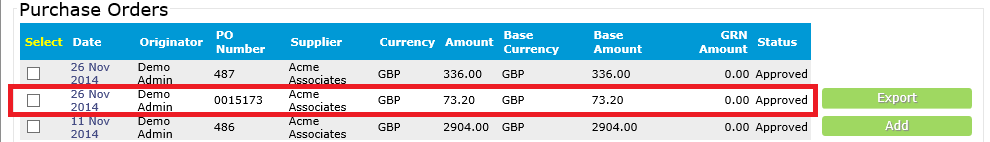 Purchase Orders
Select Date Originator PO Number Supplier Currency Amount Base Currency Base Amount GRN Amount Status
26 Nov 2014 Demo Admin 487 Acme Associates GBP 336.00 GBP 336.00 0.00 Approved
26 Nov 2014 Demo Admin 0015173 Acme Associates GBP 73.20 GBP 73.20 0.00 Approved
Export
11 Nov 2014 Demo Admin 486 Acme Associates GBP 2904.00 GBP 2904.00 0.00 Approved
Add